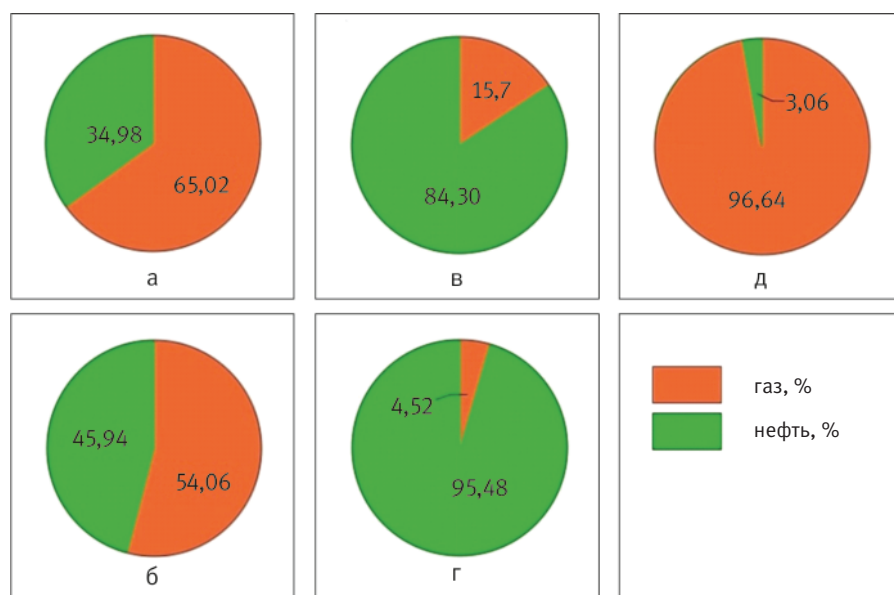 34,98
65,02
а
15,7
84,30
в
3,06
96,64
д
45,94
54,06
б
4,52
95,48
г
газ, %
нефть, %